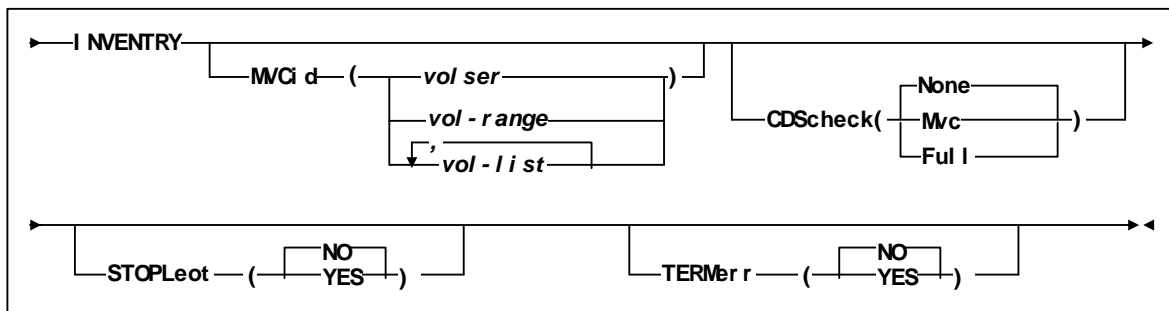 INVENTRY
MVCid ( volser )
vol-range
,
vol-list
CDScheck( None )
Mvc
Full
STOPLeot ( NO )
YES
TERMerr ( NO )
YES